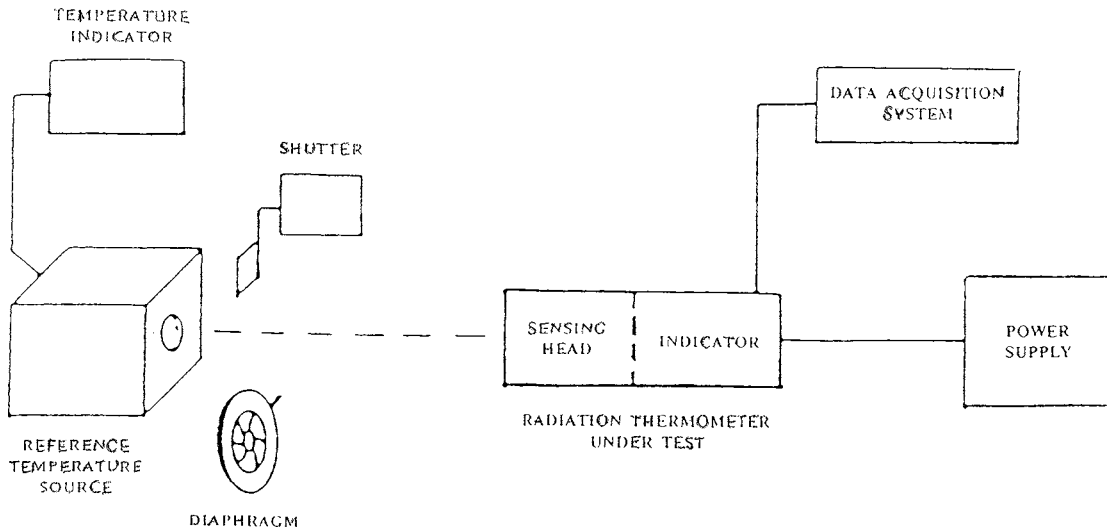 TEMPERATURE
INDICATOR
DATA ACQUISITION
SYSTEM
SHUTTER
SENSING
HEAD
INDICATOR
POWER
SUPPLY
RADIATION THERMOMETER
UNDER TEST
REFERENCE
TEMPERATURE
SOURCE
DIAPHRAGM